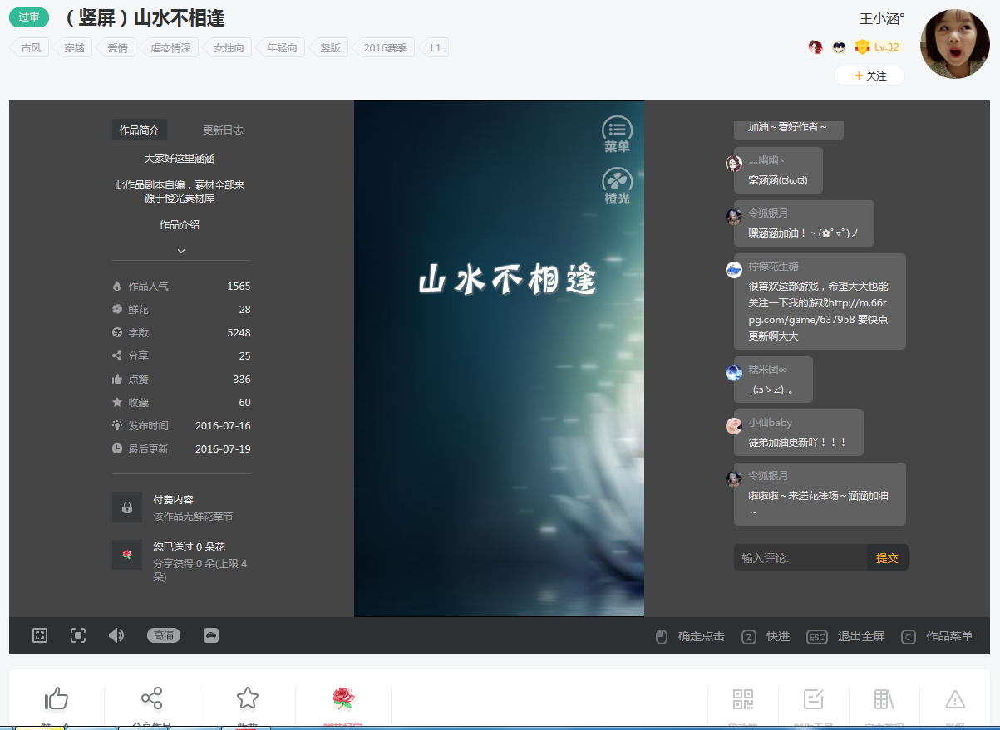 过审
（竖屏）山水不相逢
古风
穿越
爱情
虐恋情深
女性向
年轻向
竖版
2016赛季
L1
王小涵°
Lv.32
+ 关注
作品简介
更新日志
大家好这里涵涵
此作品剧本自编，素材全部来
源于橙光素材库
作品介绍
作品人气 1565
鲜花 28
字数 5248
分享 25
点赞 336
收藏 60
发布时间 2016-07-16
最后更新 2016-07-19
付费内容
该作品无鲜花章节
您已送过 0 朵花
分享获得 0 朵(上限 4
朵)
菜单
橙光
山水不相逢
加油～看好作者～
灬幽幽丶
窝涵涵(ಡωಡ)
令狐银月
嘿涵涵加油！ヽ(✿ﾟ▽ﾟ)ノ
柠檬花生糖
很喜欢这部游戏，希望大大也能
关注一下我的游戏http://m.66r
pg.com/game/637958 要快点
更新啊大大
糯米团∞
_(:зゝ∠)_。
小仙baby
徒弟加油更新吖！！！
令狐银月
啦啦啦～来送花捧场～涵涵加油
～
输入评论.
提交
高清
确定点击
Z 快进
ESC 退出全屏
C 作品菜单